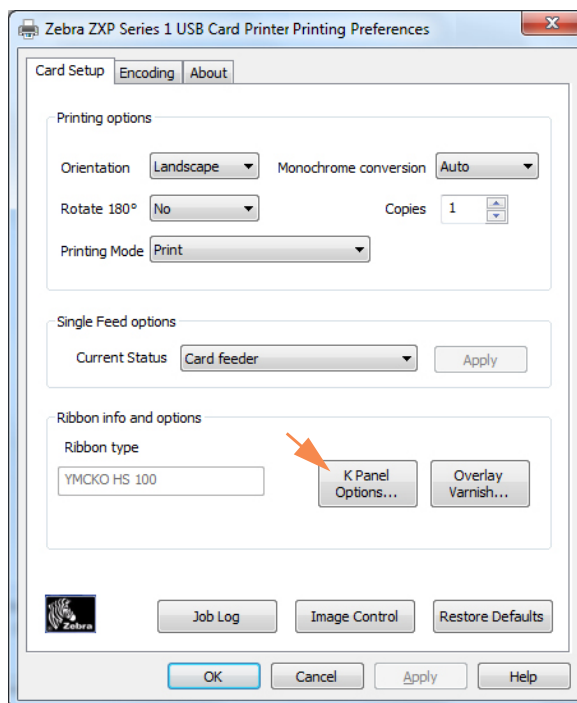 Zebra ZXP Series 1 USB Card Printer Printing Preferences
Card Setup Encoding About
Printing options
Orientation Landscape Monochrome conversion Auto
Rotate 180° No Copies 1
Printing Mode Print
Single Feed options
Current Status Card feeder Apply
Ribbon info and options
Ribbon type
YMCKO HS 100
K Panel
Options...
Overlay
Varnish...
Zebra
Job Log Image Control Restore Defaults
OK Cancel Apply Help